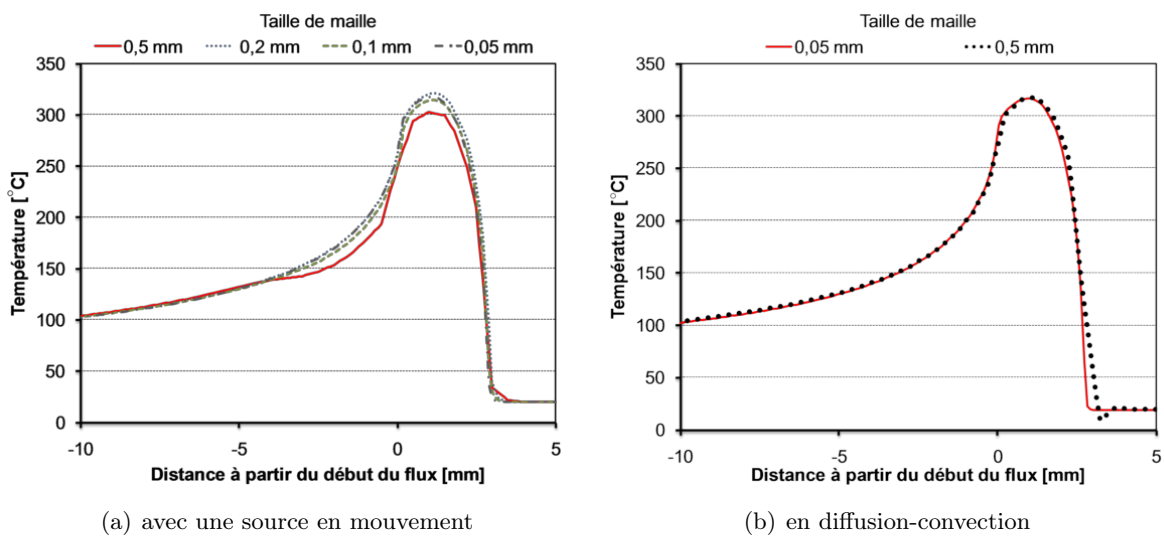 Taille de maille
0,5 mm 0,2 mm 0,1 mm 0,05 mm
350
300
250
200
150
100
50
0
-10 -5 0 5
Température [°C]
Distance à partir du début du flux [mm]
(a) avec une source en mouvement
Taille de maille
0,05 mm 0,5 mm
350
300
250
200
150
100
50
0
-10 -5 0 5
Température [°C]
Distance à partir du début du flux [mm]
(b) en diffusion-convection